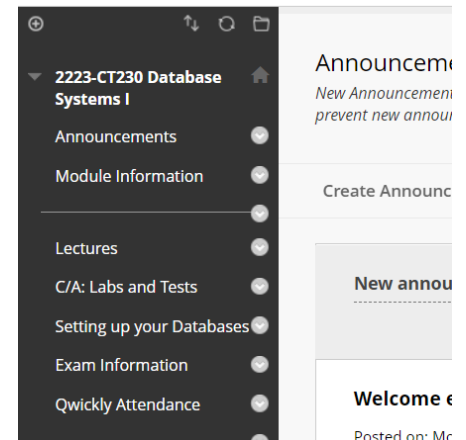 2223-CT230 Database
Systems I
Announcements
Module Information
Lectures
C/A: Labs and Tests
Setting up your Databases
Exam Information
Qwickly Attendance
Announceme
New Announcement
prevent new annou
Create Announc
New annou
Welcome e
Posted on: Mo